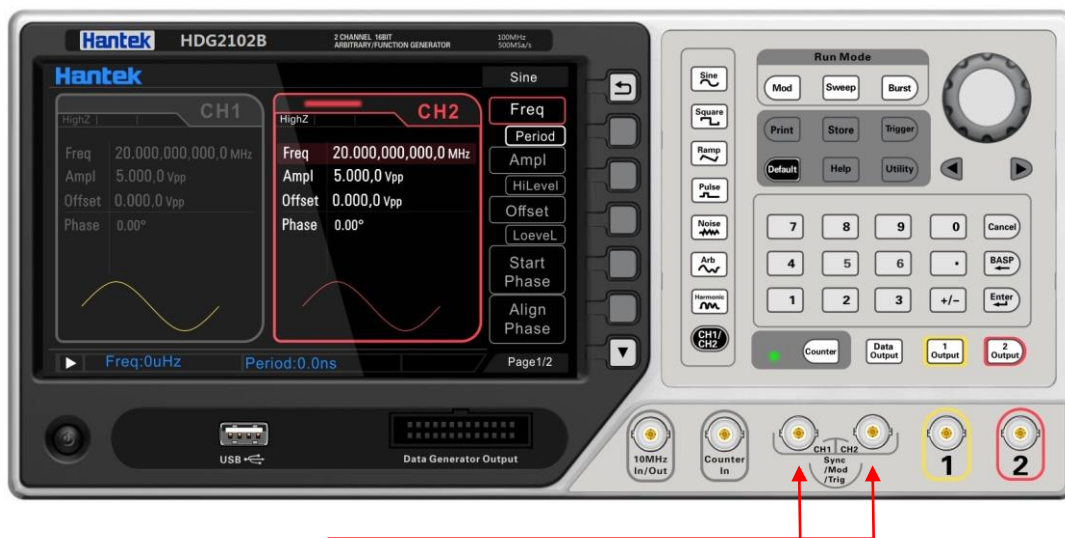 Hantek HDG2102B 2 CHANNEL 16BIT 100MHz
ARBITRARY/FUNCTION GENERATOR 500MSa/s
Hantek
Sine
CH1
HighZ
Freq 20.000,000,000,0 MHz
Ampl 5.000,0 Vpp
Offset 0.000,0 Vpp
Phase 0.00°
CH2
HighZ
Freq 20.000,000,000,0 MHz
Ampl 5.000,0 Vpp
Offset 0.000,0 Vpp
Phase 0.00°
Freq
Period
Ampl
HiLevel
Offset
LoeveL
Start
Phase
Align
Phase
Freq:0uHz Period:0.0ns Page1/2
Sine
Square
Ramp
Pulse
Noise
Arb
Harmonic
CH1/
CH2
Run Mode
Mod Sweep Burst
Print Store Trigger
Default Help Utility
7 8 9 0 Cancel
4 5 6 . BASP
1 2 3 +/- Enter
Counter
Data
Output
1
Output
2
Output
USB
Data Generator Output
10MHz
In/Out
Counter
In
CH1 CH2
Sync
/Mod
/Trig
1
2